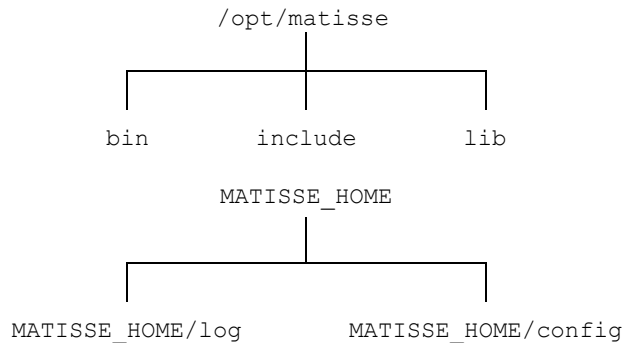 /opt/matisse
bin include lib
MATISSE_HOME
MATISSE_HOME/log MATISSE_HOME/config